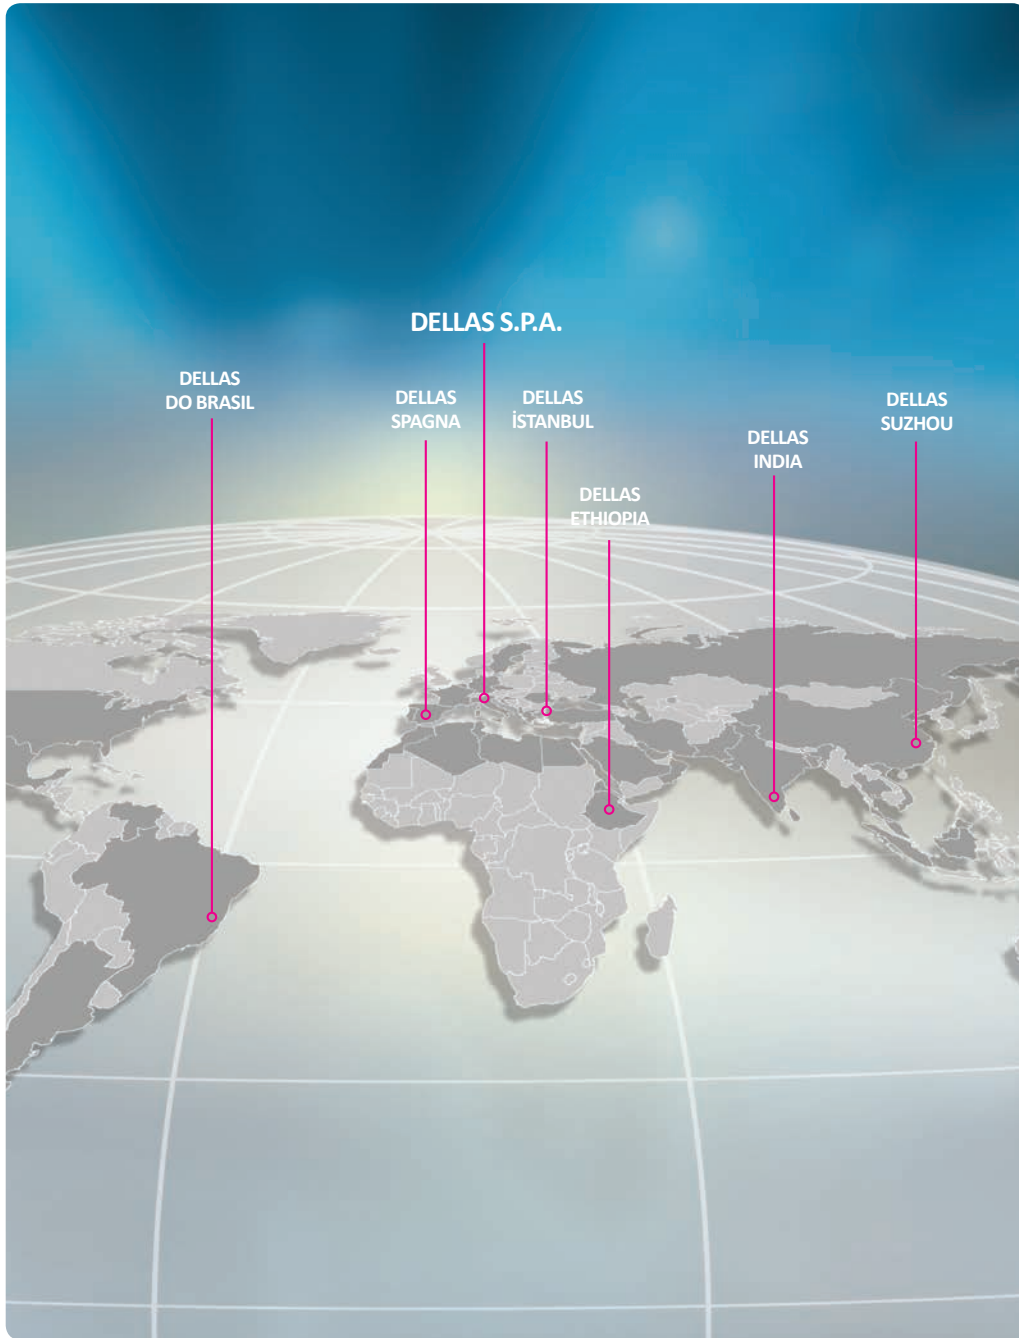 DELLAS S.P.A.
DELLAS
DO BRASIL
DELLAS
SPAGNA
DELLAS
İSTANBUL
DELLAS
ETHIOPIA
DELLAS
INDIA
DELLAS
SUZHOU